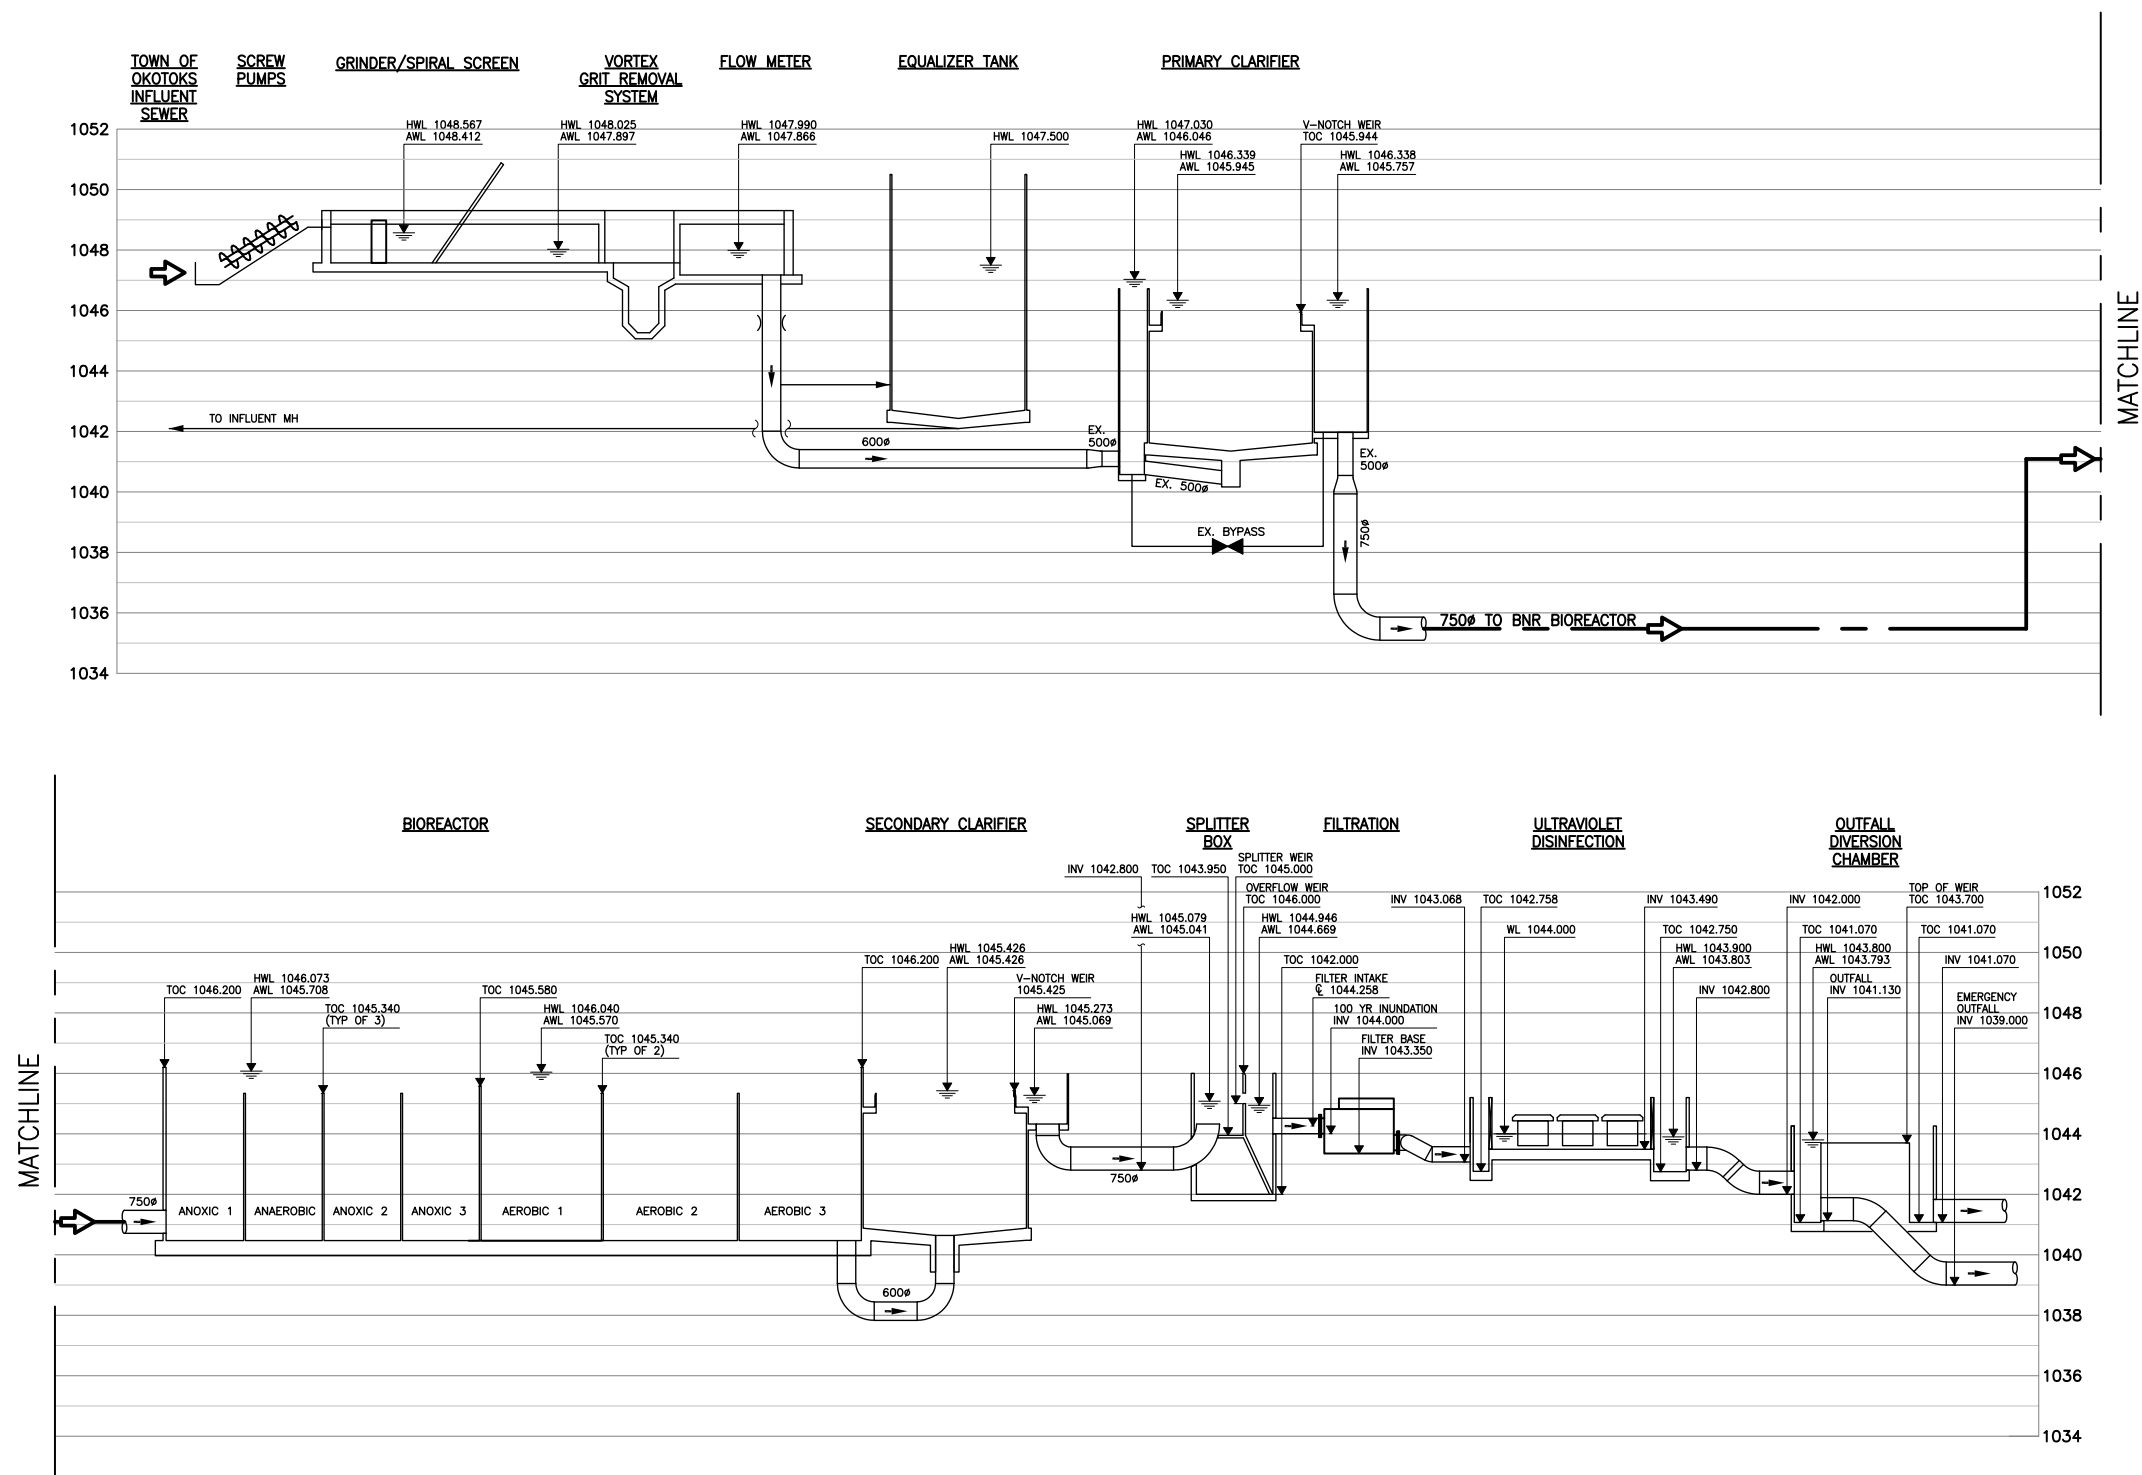 TOWN OF
OKOTOKS
INFLUENT
SEWER
SCREW
PUMPS
GRINDER/SPIRAL SCREEN
VORTEX
GRIT REMOVAL
SYSTEM
FLOW METER
EQUALIZER TANK
PRIMARY CLARIFIER
HWL 1048.567
AWL 1048.412
HWL 1048.025
AWL 1047.897
HWL 1047.990
AWL 1047.866
HWL 1047.500
HWL 1047.030
AWL 1046.046
HWL 1046.339
AWL 1045.945
V-NOTCH WEIR
TOC 1045.944
HWL 1046.338
AWL 1045.757
1052
1050
1048
1046
1044
1042
1040
1038
1036
1034
TO INFLUENT MH
600ø
EX.
500ø
EX. 500ø
EX.
500ø
EX. BYPASS
750ø
750ø TO BNR BIOREACTOR
MATCHLINE
MATCHLINE
BIOREACTOR
SECONDARY CLARIFIER
SPLITTER
BOX
FILTRATION
ULTRAVIOLET
DISINFECTION
OUTFALL
DIVERSION
CHAMBER
TOC 1046.200
HWL 1046.073
AWL 1045.708
TOC 1045.340
(TYP OF 3)
TOC 1045.580
HWL 1046.040
AWL 1045.570
TOC 1045.340
(TYP OF 2)
TOC 1046.200
HWL 1045.426
AWL 1045.426
V-NOTCH WEIR
1045.425
HWL 1045.273
AWL 1045.069
INV 1042.800
HWL 1045.079
AWL 1045.041
TOC 1043.950
SPLITTER WEIR
TOC 1045.000
OVERFLOW WEIR
TOC 1046.000
HWL 1044.946
AWL 1044.669
TOC 1042.000
FILTER INTAKE
℄ 1044.258
100 YR INUNDATION
INV 1044.000
FILTER BASE
INV 1043.350
INV 1043.068
TOC 1042.758
WL 1044.000
INV 1043.490
TOC 1042.750
HWL 1043.900
AWL 1043.803
INV 1042.800
INV 1042.000
TOC 1041.070
HWL 1043.800
AWL 1043.793
OUTFALL
INV 1041.130
TOP OF WEIR
TOC 1043.700
TOC 1041.070
INV 1041.070
EMERGENCY
OUTFALL
INV 1039.000
750ø
ANOXIC 1
ANAEROBIC
ANOXIC 2
ANOXIC 3
AEROBIC 1
AEROBIC 2
AEROBIC 3
600ø
750ø
1052
1050
1048
1046
1044
1042
1040
1038
1036
1034